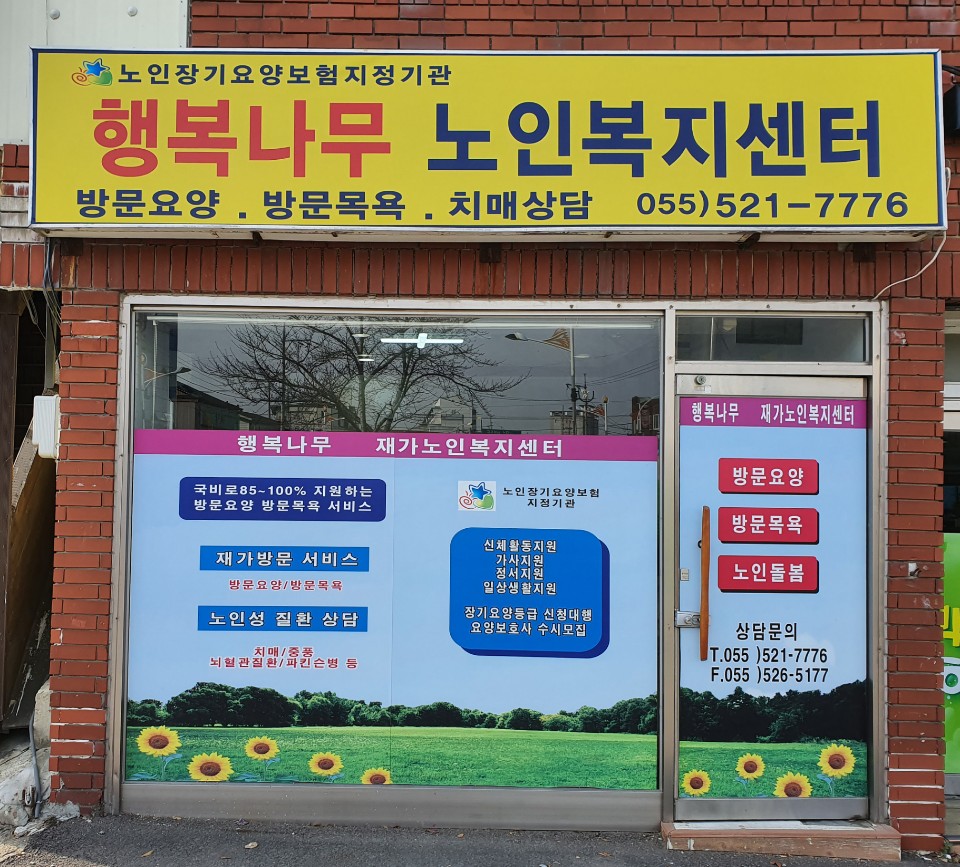 노인장기요양보험지정기관
행복나무 노인복지센터
방문요양 . 방문목욕 . 치매상담 055)521-7776
행복나무 재가노인복지센터
국비로85~100% 지원하는
방문요양 방문목욕 서비스
재가방문 서비스
방문요양/방문목욕
노인성 질환 상담
치매/중풍
뇌혈관질환/파킨슨병 등
노인장기요양보험
지정기관
신체활동지원
가사지원
정서지원
일상생활지원
장기요양등급 신청대행
요양보호사 수시모집
행복나무 재가노인복지센터
방문요양
방문목욕
노인돌봄
상담문의
T.055 )521-7776
F.055 )526-5177